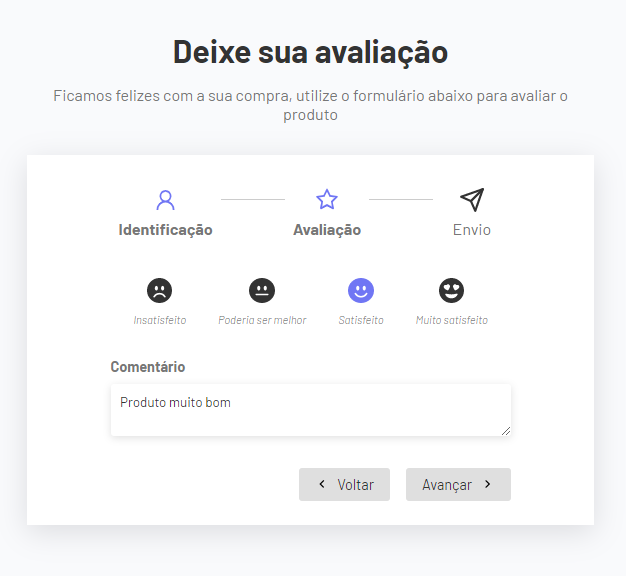 Deixe sua avaliação
Ficamos felizes com a sua compra, utilize o formulário abaixo para avaliar o
produto
Identificação
Avaliação
Envio
Insatisfeito
Poderia ser melhor
Satisfeito
Muito satisfeito
Comentário
Produto muito bom
Voltar
Avançar